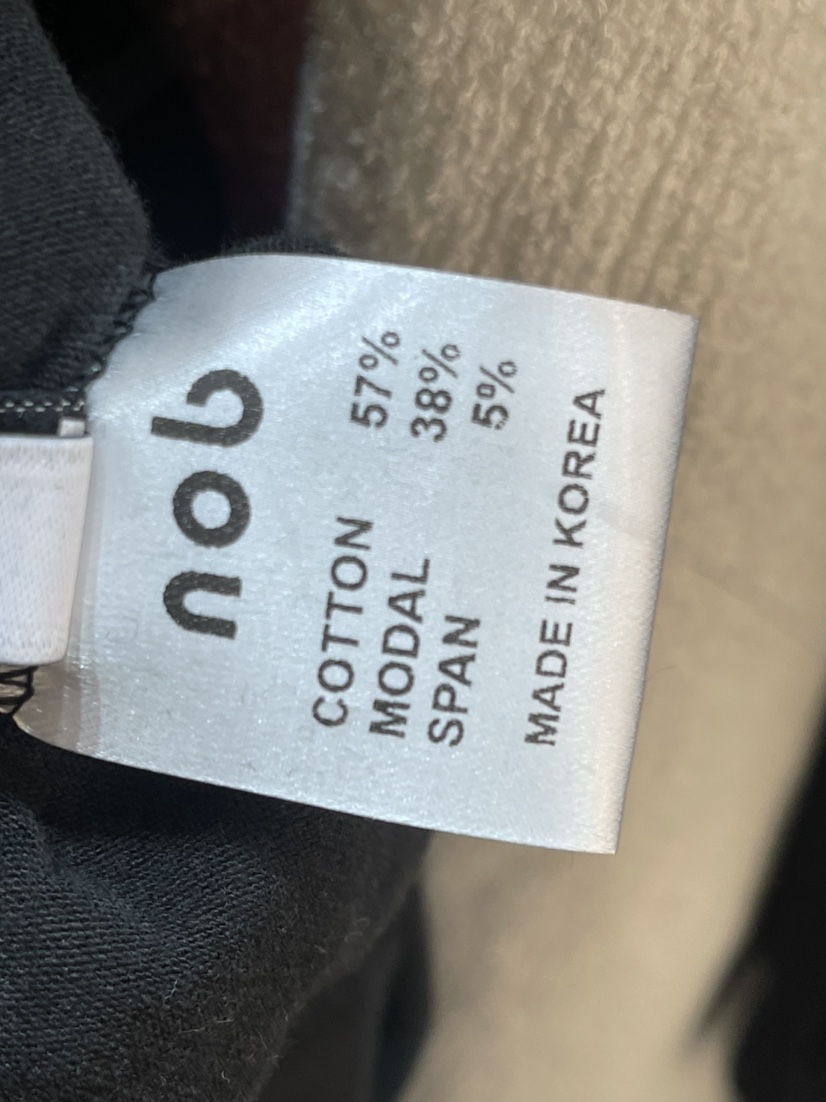 nob
COTTON 57%
MODAL 38%
SPAN 5%
MADE IN KOREA